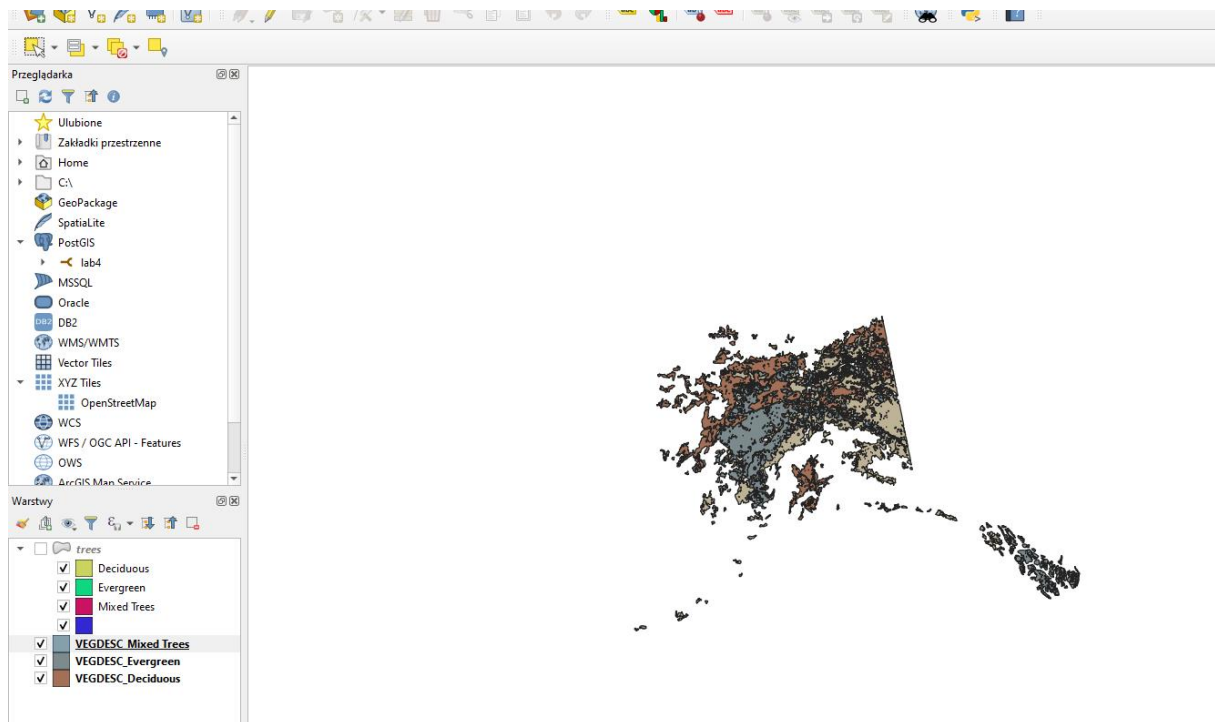 Przeglądarka
Ulubione
Zakładki przestrzenne
Home
C:\
GeoPackage
SpatiaLite
PostGIS
lab4
MSSQL
Oracle
DB2
DB2
WMS/WMTS
Vector Tiles
XYZ Tiles
OpenStreetMap
WCS
WFS / OGC API - Features
OWS
ArcGIS Map Service
Warstwy
trees
Deciduous
Evergreen
Mixed Trees
VEGDESC_Mixed Trees
VEGDESC_Evergreen
VEGDESC_Deciduous